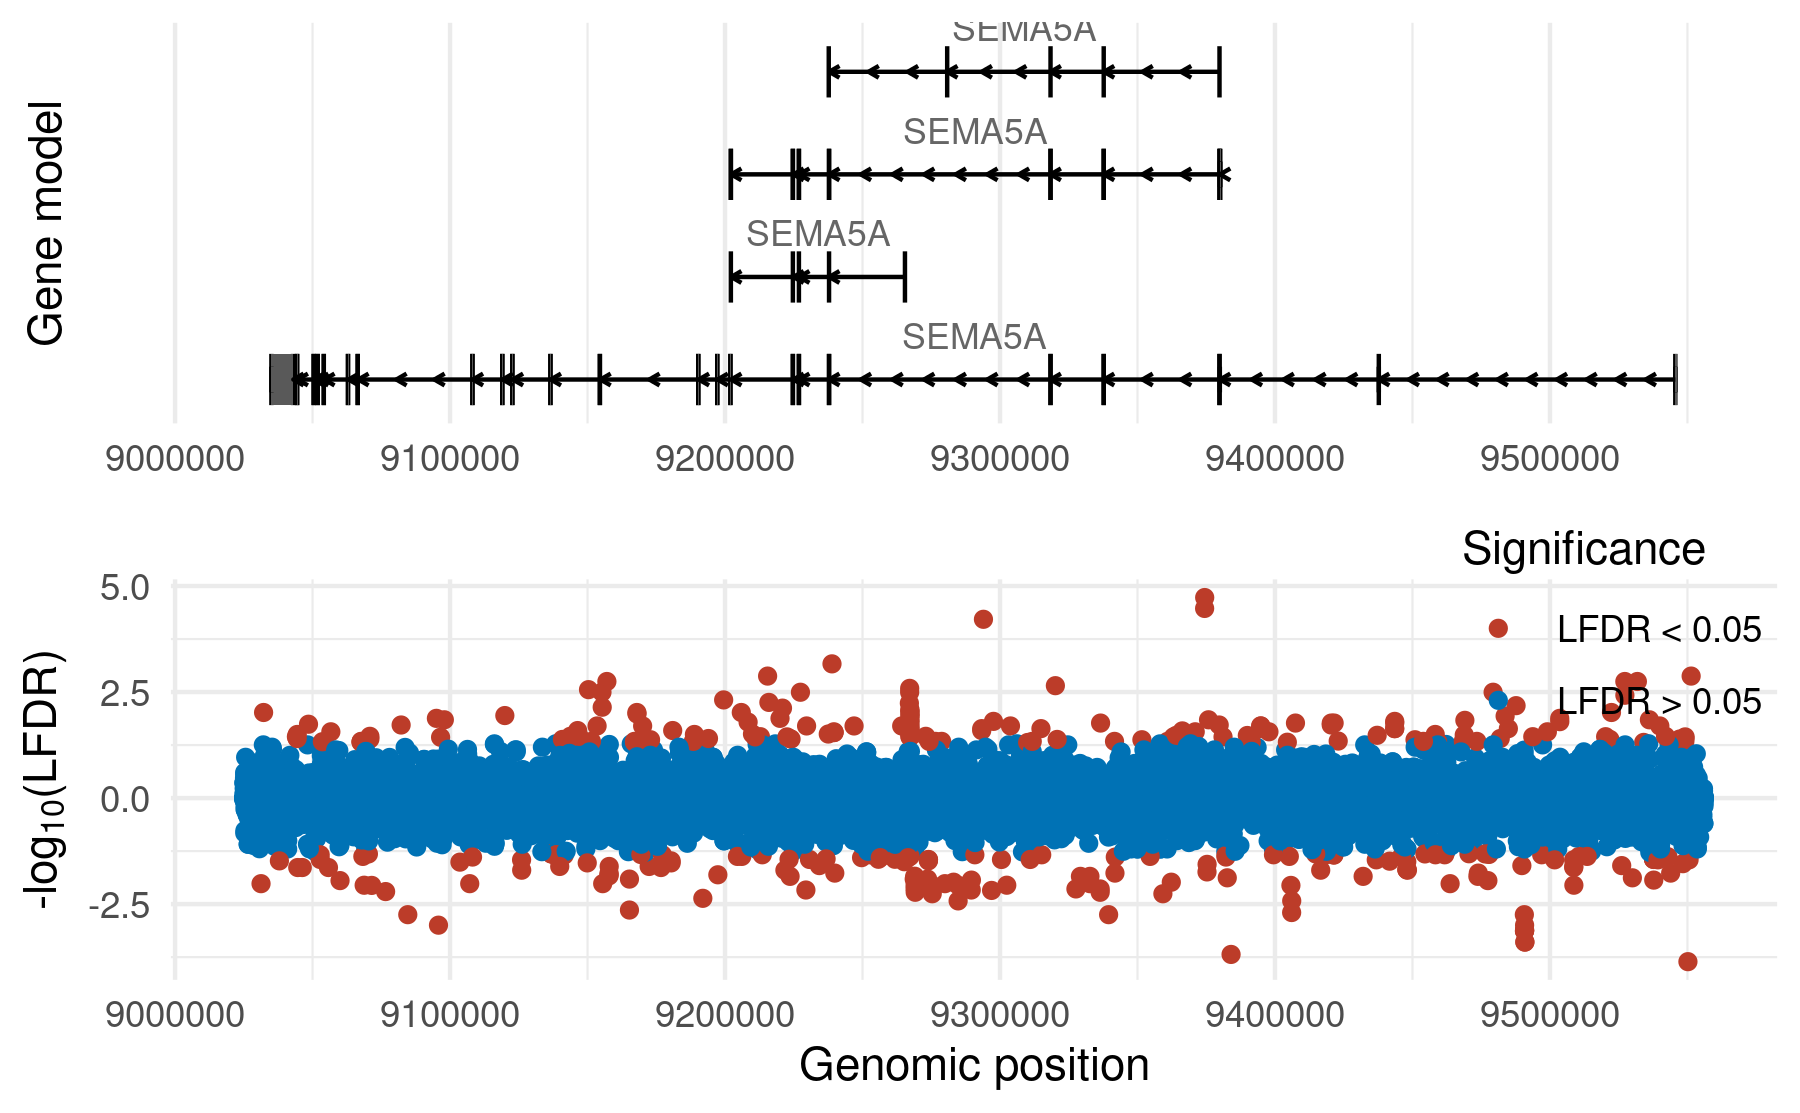 SEMA5A
SEMA5A
SEMA5A
SEMA5A
Gene model
9000000 9100000 9200000 9300000 9400000 9500000
Significance
LFDR < 0.05
LFDR > 0.05
5.0
2.5
0.0
-2.5
-log10(LFDR)
9000000 9100000 9200000 9300000 9400000 9500000
Genomic position